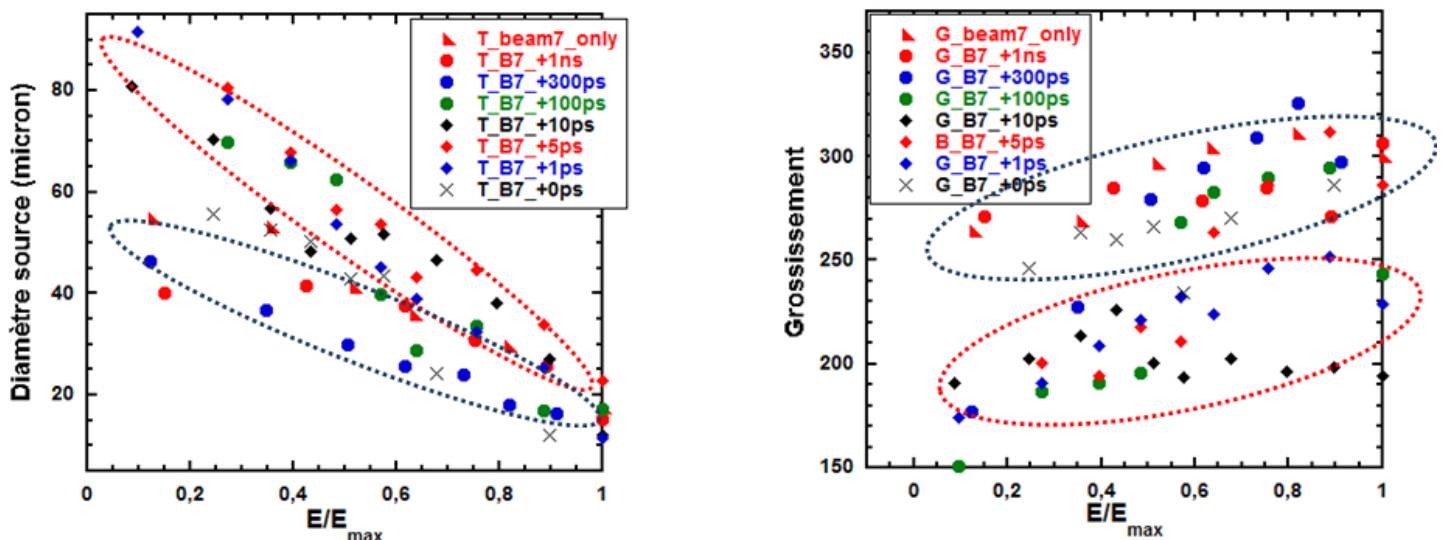 Diamètre source (micron)
80
60
40
20
0
0,2
0,4
0,6
0,8
1
E/E_max
T_beam7_only
T_B7_+1ns
T_B7_+300ps
T_B7_+100ps
T_B7_+10ps
T_B7_+5ps
T_B7_+1ps
T_B7_+0ps
Grossissement
350
300
250
200
150
0
0,2
0,4
0,6
0,8
1
E/E_max
G_beam7_only
G_B7_+1ns
G_B7_+300ps
G_B7_+100ps
G_B7_+10ps
B_B7_+5ps
G_B7_+1ps
G_B7_+0ps